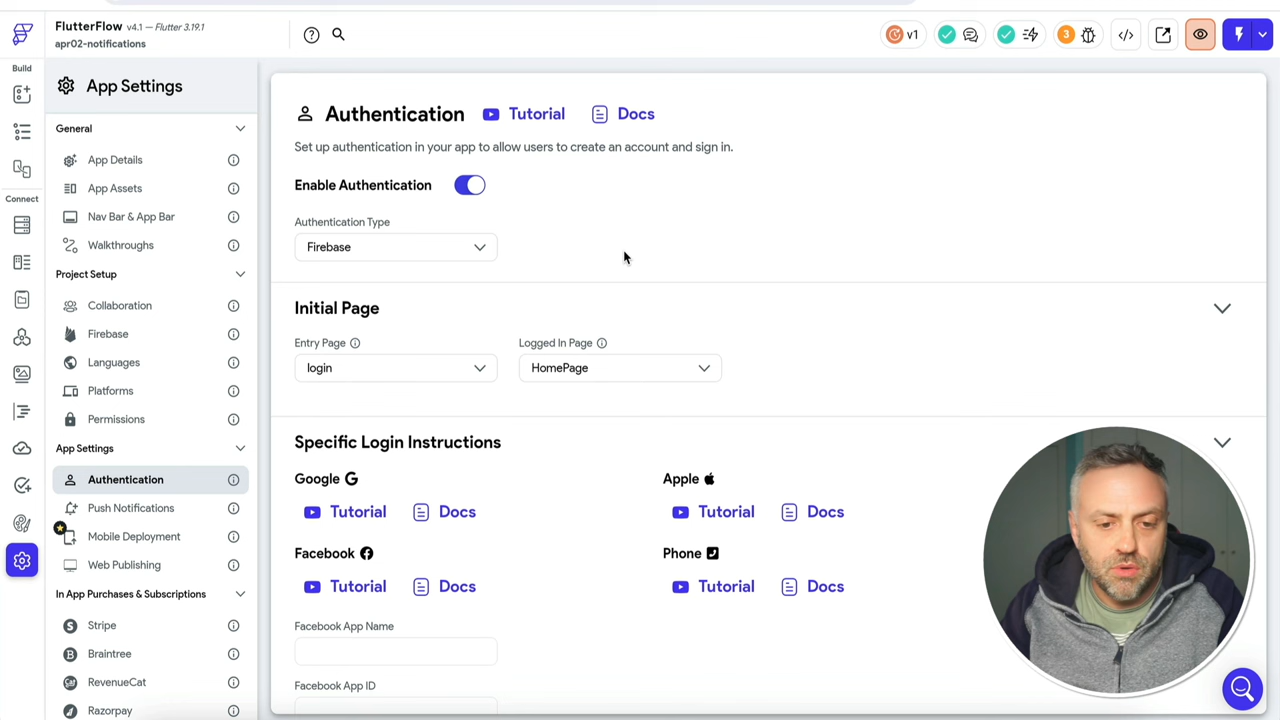 FlutterFlow v4.1 — Flutter 3.19.1
apr02-notifications
v1
3
Build
Connect
App Settings
General
App Details
App Assets
Nav Bar & App Bar
Walkthroughs
Project Setup
Collaboration
Firebase
Languages
Platforms
Permissions
App Settings
Authentication
Push Notifications
Mobile Deployment
Web Publishing
In App Purchases & Subscriptions
Stripe
Braintree
RevenueCat
Razorpay
Authentication Tutorial Docs
Set up authentication in your app to allow users to create an account and sign in.
Enable Authentication
Authentication Type
Firebase
Initial Page
Entry Page Logged In Page
login HomePage
Specific Login Instructions
Google Apple
Tutorial Docs Tutorial Docs
Facebook Phone
Tutorial Docs Tutorial Docs
Facebook App Name
Facebook App ID